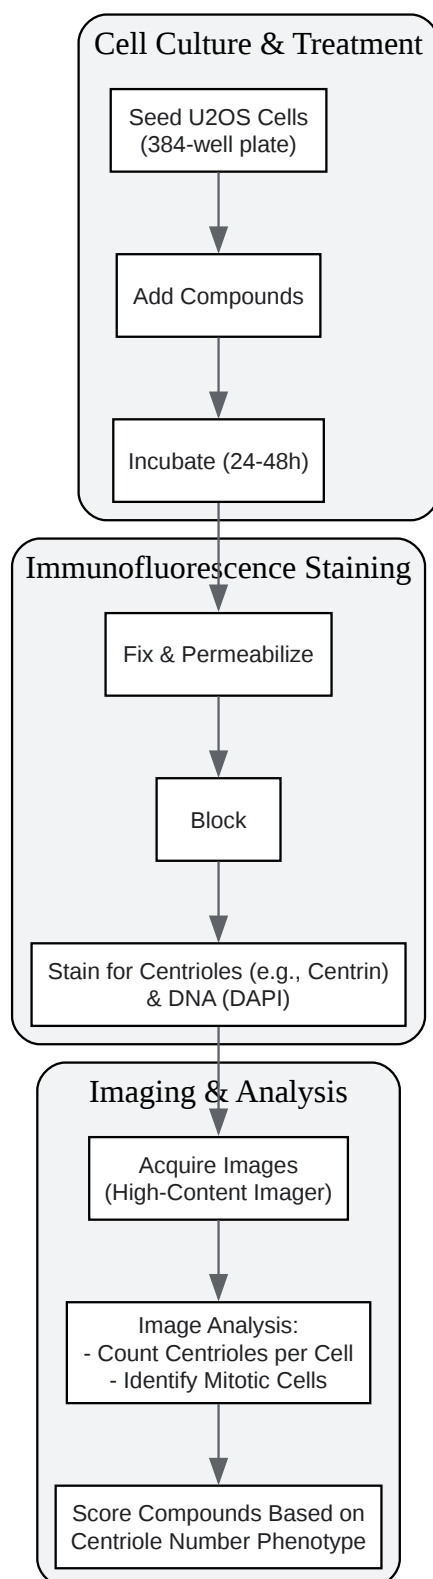 Cell Culture & Treatment
Seed U2OS Cells
(384-well plate)
Add Compounds
Incubate (24-48h)
Immunofluorescence Staining
Fix & Permeabilize
Block
Stain for Centrioles (e.g., Centrin)
& DNA (DAPI)
Imaging & Analysis
Acquire Images
(High-Content Imager)
Image Analysis:
- Count Centrioles per Cell
- Identify Mitotic Cells
Score Compounds Based on
Centriole Number Phenotype